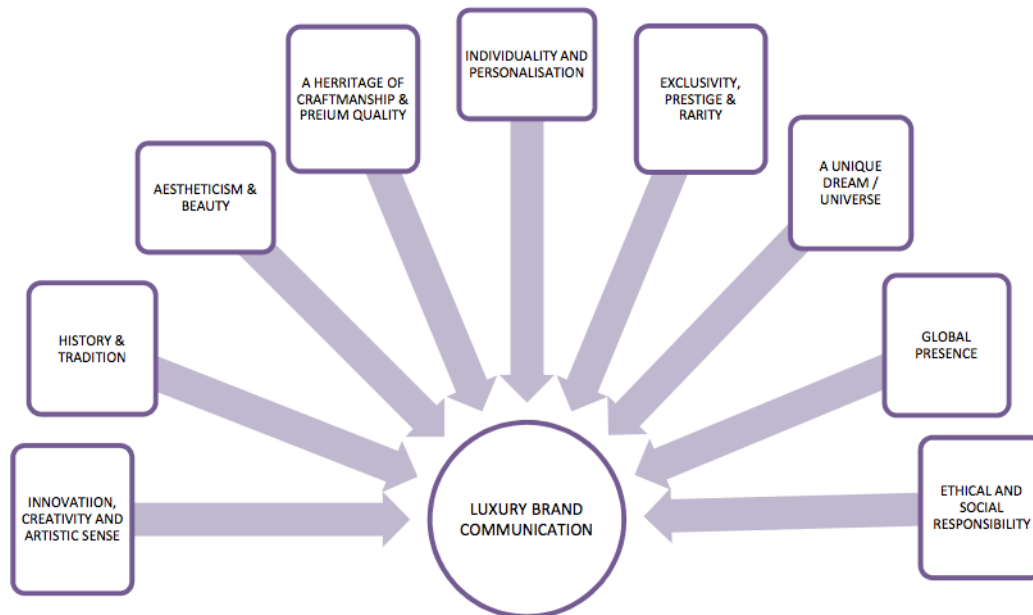 INNOVATIION,
CREATIVITY AND
ARTISTIC SENSE
HISTORY &
TRADITION
AESTHETICISM &
BEAUTY
A HERRITAGE OF
CRAFTMANSHIP &
PREIUM QUALITY
INDIVIDUALITY AND
PERSONALISATION
EXCLUSIVITY,
PRESTIGE &
RARITY
A UNIQUE
DREAM /
UNIVERSE
GLOBAL
PRESENCE
ETHICAL AND
SOCIAL
RESPONSIBILITY
LUXURY BRAND
COMMUNICATION